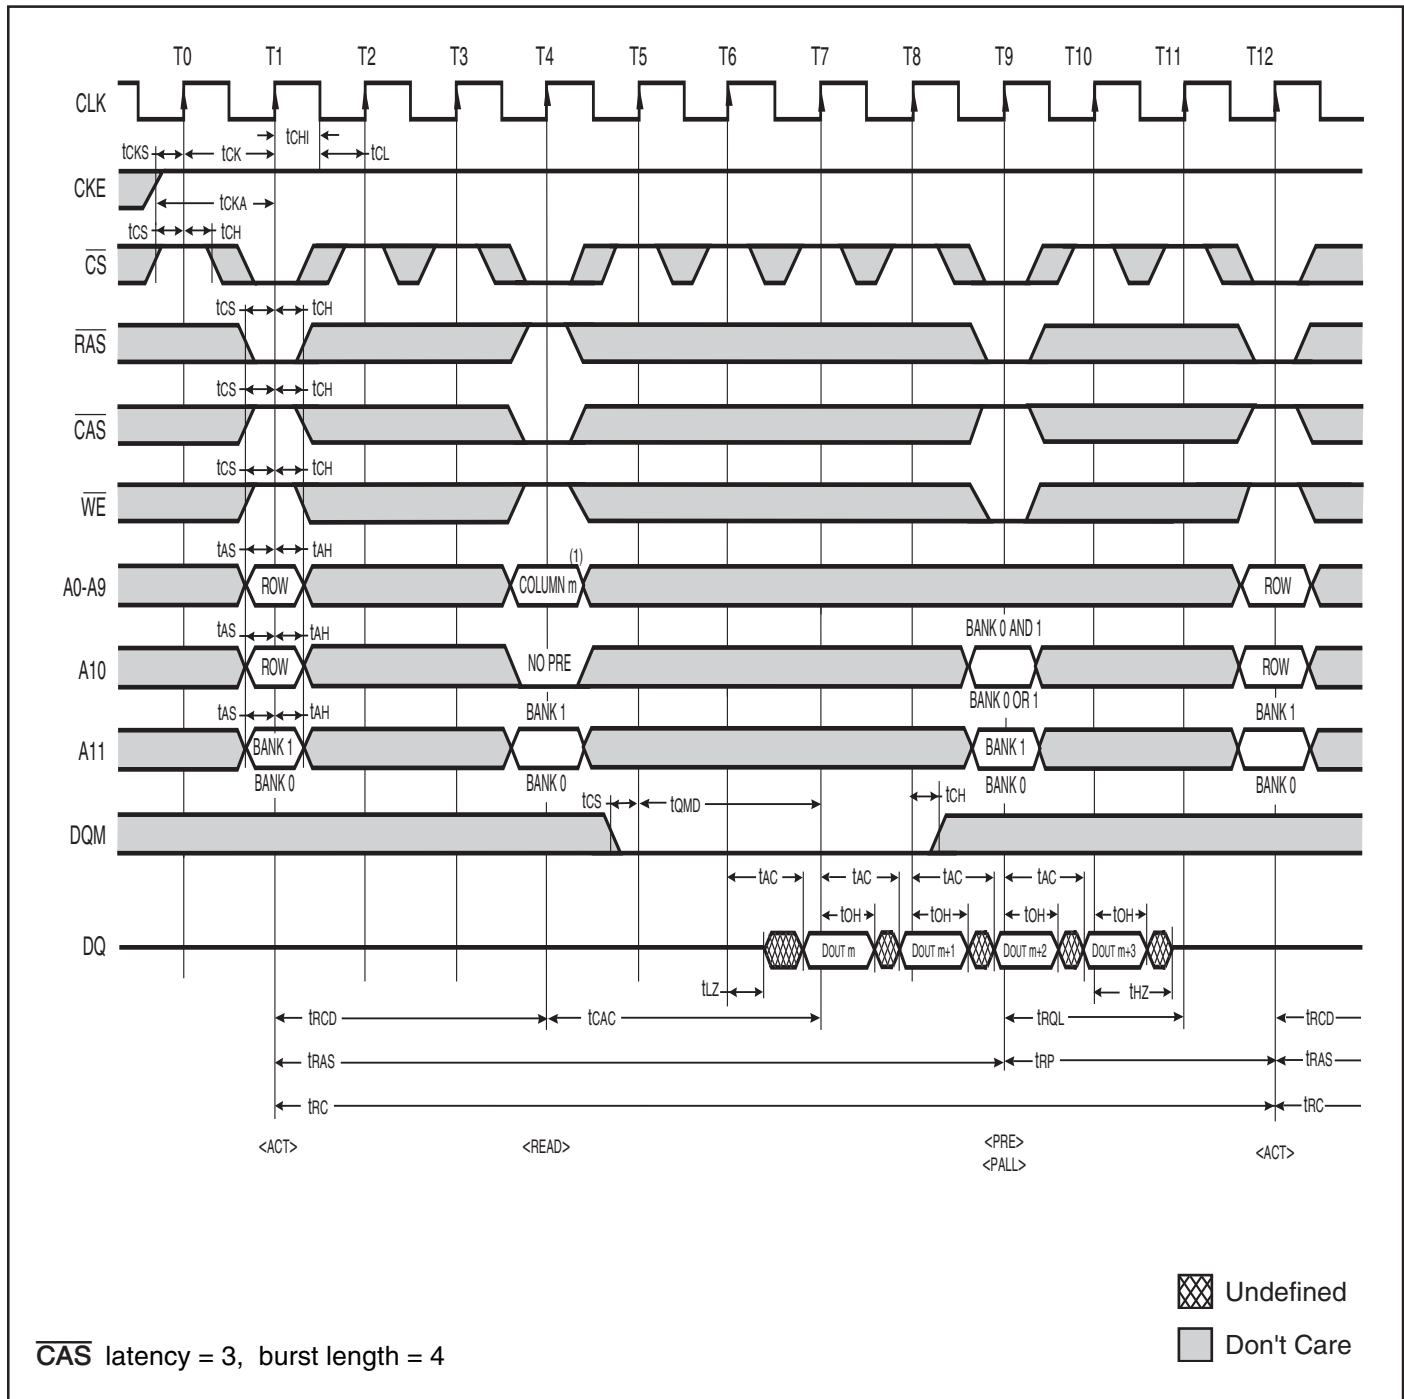 T0 T1 T2 T3 T4 T5 T6 T7 T8 T9 T10 T11 T12
CLK
tCHI
tCKS tCK tCL
CKE
tCKA
tCS tCH
CS
tCS tCH
RAS
tCS tCH
CAS
tCS tCH
WE
tAS tAH (1)
A0-A9 ROW COLUMN m ROW
tAS tAH BANK 0 AND 1
A10 ROW NO PRE ROW
BANK 0 OR 1
tAS tAH BANK 1 BANK 1
A11 BANK 1 BANK 1
BANK 0 BANK 0 BANK 0 BANK 0
tCS tQMD tCH
DQM
tAC tAC tAC tAC
tOH tOH tOH tOH
DQ DOUT m DOUT m+1 DOUT m+2 DOUT m+3
tLZ tHZ
tRCD tCAC tRQL tRCD
tRAS tRP tRAS
tRC tRC
<ACT> <READ> <PRE> <ACT>
<PALL>
Undefined
Don't Care
CAS latency = 3, burst length = 4